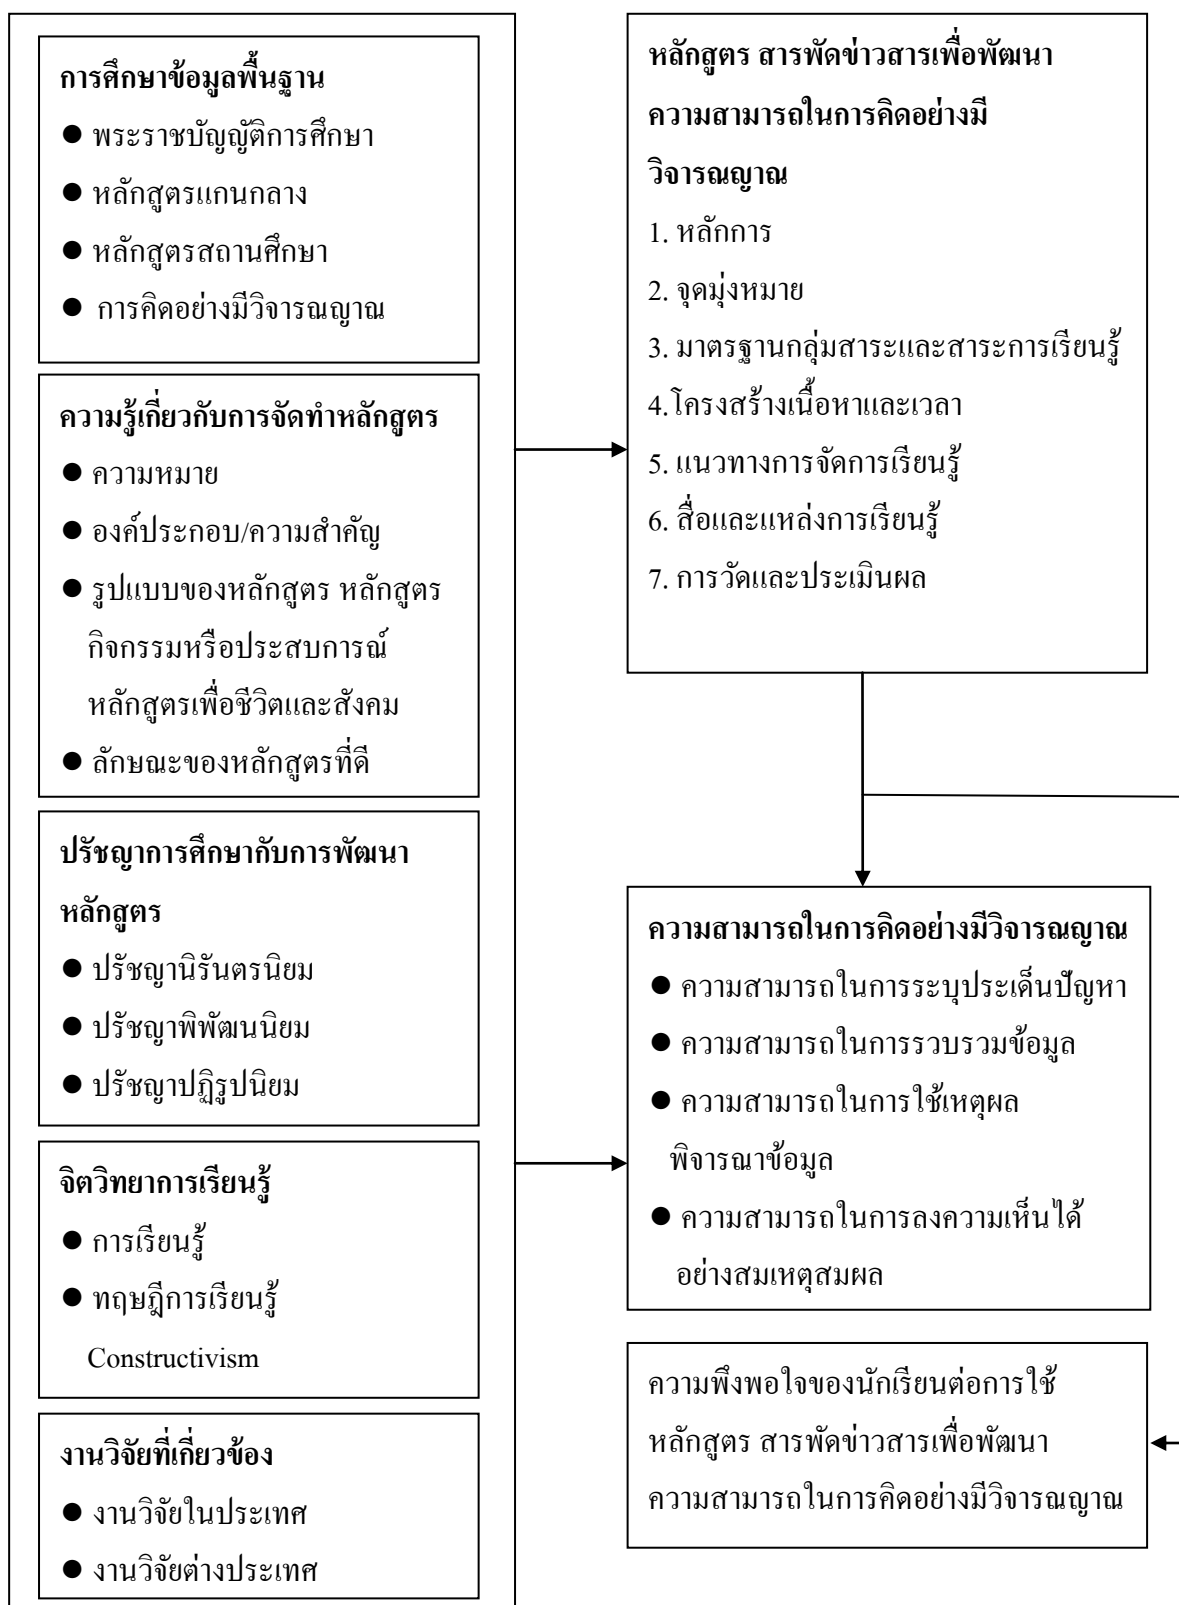 การศึกษาข้อมูลพื้นฐาน
● พระราชบัญญัติการศึกษา
● หลักสูตรแกนกลาง
● หลักสูตรสถานศึกษา
● การคิดอย่างมีวิจารณญาณ
ความรู้เกี่ยวกับการจัดทำหลักสูตร
● ความหมาย
● องค์ประกอบ/ความสำคัญ
● รูปแบบของหลักสูตร หลักสูตร
กิจกรรมหรือประสบการณ์
หลักสูตรเพื่อชีวิตและสังคม
● ลักษณะของหลักสูตรที่ดี
ปรัชญาการศึกษากับการพัฒนา
หลักสูตร
● ปรัชญานิรันตรนิยม
● ปรัชญาพิพัฒนนิยม
● ปรัชญาปฏิรูปนิยม
จิตวิทยาการเรียนรู้
● การเรียนรู้
● ทฤษฎีการเรียนรู้
Constructivism
งานวิจัยที่เกี่ยวข้อง
● งานวิจัยในประเทศ
● งานวิจัยต่างประเทศ
หลักสูตร สารพัดข่าวสารเพื่อพัฒนา
ความสามารถในการคิดอย่างมี
วิจารณญาณ
1. หลักการ
2. จุดมุ่งหมาย
3. มาตรฐานกลุ่มสาระและสาระการเรียนรู้
4.โครงสร้างเนื้อหาและเวลา
5. แนวทางการจัดการเรียนรู้
6. สื่อและแหล่งการเรียนรู้
7. การวัดและประเมินผล
ความสามารถในการคิดอย่างมีวิจารณญาณ
● ความสามารถในการระบุประเด็นปัญหา
● ความสามารถในการรวบรวมข้อมูล
● ความสามารถในการใช้เหตุผล
พิจารณาข้อมูล
● ความสามารถในการลงความเห็นได้
อย่างสมเหตุสมผล
ความพึงพอใจของนักเรียนต่อการใช้
หลักสูตร สารพัดข่าวสารเพื่อพัฒนา
ความสามารถในการคิดอย่างมีวิจารณญาณ